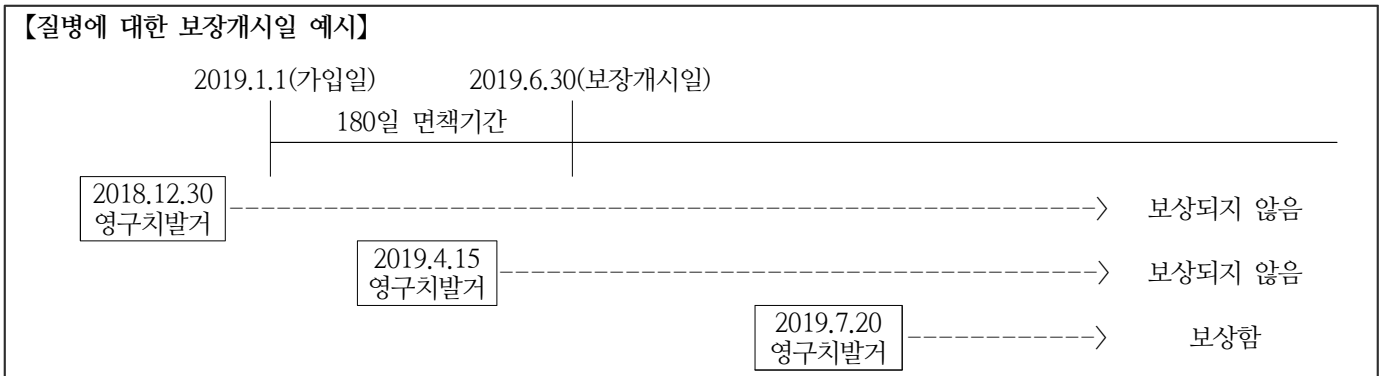 【질병에 대한 보장개시일 예시】
2019.1.1(가입일) 2019.6.30(보장개시일)
180일 면책기간
2018.12.30
영구치발거
보상되지 않음
2019.4.15
영구치발거
보상되지 않음
2019.7.20
영구치발거
보상함